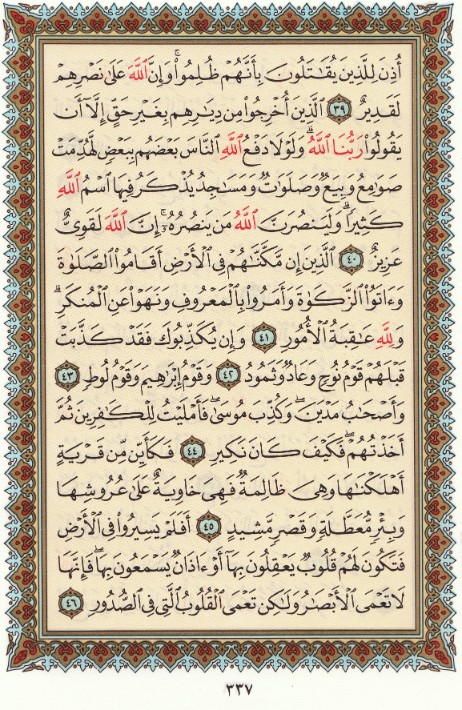 أُذِنَ لِلَّذِينَ يُقَٰتَلُونَ بِأَنَّهُمْ ظُلِمُوا۟ ۚ وَإِنَّ ٱللَّهَ عَلَىٰ نَصْرِهِمْ
لَقَدِيرٌ ٣٩ ٱلَّذِينَ أُخْرِجُوا۟ مِن دِيَٰرِهِم بِغَيْرِ حَقٍّ إِلَّآ أَن
يَقُولُوا۟ رَبُّنَا ٱللَّهُ ۗ وَلَوْلَا دَفْعُ ٱللَّهِ ٱلنَّاسَ بَعْضَهُم بِبَعْضٍ لَّهُدِّمَتْ
صَوَٰمِعُ وَبِيَعٌ وَصَلَوَٰتٌ وَمَسَٰجِدُ يُذْكَرُ فِيهَا ٱسْمُ ٱللَّهِ
كَثِيرًا ۗ وَلَيَنصُرَنَّ ٱللَّهُ مَن يَنصُرُهُۥٓ ۗ إِنَّ ٱللَّهَ لَقَوِىٌّ
عَزِيزٌ ٤٠ ٱلَّذِينَ إِن مَّكَّنَّٰهُمْ فِى ٱلْأَرْضِ أَقَامُوا۟ ٱلصَّلَوٰةَ
وَءَاتَوُا۟ ٱلزَّكَوٰةَ وَأَمَرُوا۟ بِٱلْمَعْرُوفِ وَنَهَوْا۟ عَنِ ٱلْمُنكَرِ ۗ
وَلِلَّهِ عَٰقِبَةُ ٱلْأُمُورِ ٤١ وَإِن يُكَذِّبُوكَ فَقَدْ كَذَّبَتْ
قَبْلَهُمْ قَوْمُ نُوحٍ وَعَادٌ وَثَمُودُ ٤٢ وَقَوْمُ إِبْرَٰهِيمَ وَقَوْمُ لُوطٍ ٤٣
وَأَصْحَٰبُ مَدْيَنَ ۖ وَكُذِّبَ مُوسَىٰ فَأَمْلَيْتُ لِلْكَٰفِرِينَ ثُمَّ
أَخَذْتُهُمْ ۖ فَكَيْفَ كَانَ نَكِيرِ ٤٤ فَكَأَيِّن مِّن قَرْيَةٍ
أَهْلَكْنَٰهَا وَهِىَ ظَالِمَةٌ فَهِىَ خَاوِيَةٌ عَلَىٰ عُرُوشِهَا
وَبِئْرٍ مُّعَطَّلَةٍ وَقَصْرٍ مَّشِيدٍ ٤٥ أَفَلَمْ يَسِيرُوا۟ فِى ٱلْأَرْضِ
فَتَكُونَ لَهُمْ قُلُوبٌ يَعْقِلُونَ بِهَآ أَوْ ءَاذَانٌ يَسْمَعُونَ بِهَا ۖ فَإِنَّهَا
لَا تَعْمَى ٱلْأَبْصَٰرُ وَلَٰكِن تَعْمَى ٱلْقُلُوبُ ٱلَّتِى فِى ٱلصُّدُورِ ٤٦
٣٣٧